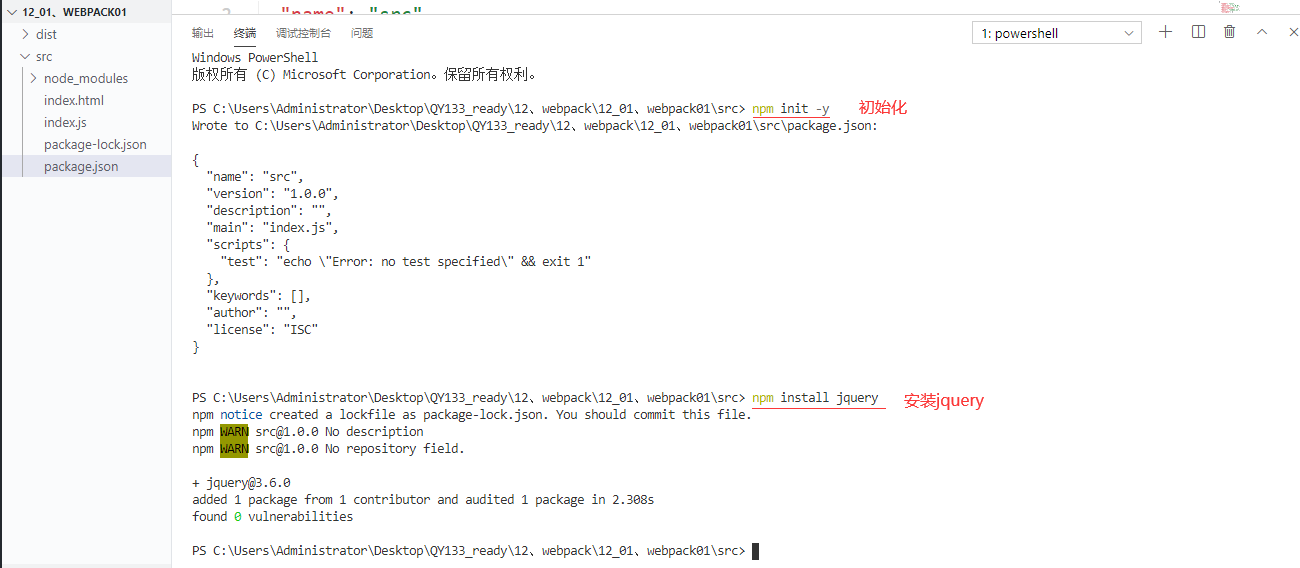 12_01、WEBPACK01
dist
src
node_modules
index.html
index.js
package-lock.json
package.json
"name": "src"
输出 终端 调试控制台 问题
1: powershell
Windows PowerShell
版权所有 (C) Microsoft Corporation。保留所有权利。
PS C:\Users\Administrator\Desktop\QY133_ready\12、webpack\12_01、webpack01\src> npm init -y 初始化
Wrote to C:\Users\Administrator\Desktop\QY133_ready\12、webpack\12_01、webpack01\src\package.json:
{
"name": "src",
"version": "1.0.0",
"description": "",
"main": "index.js",
"scripts": {
"test": "echo \"Error: no test specified\" && exit 1"
},
"keywords": [],
"author": "",
"license": "ISC"
}
PS C:\Users\Administrator\Desktop\QY133_ready\12、webpack\12_01、webpack01\src> npm install jquery 安装jquery
npm notice created a lockfile as package-lock.json. You should commit this file.
npm WARN src@1.0.0 No description
npm WARN src@1.0.0 No repository field.
+ jquery@3.6.0
added 1 package from 1 contributor and audited 1 package in 2.308s
found 0 vulnerabilities
PS C:\Users\Administrator\Desktop\QY133_ready\12、webpack\12_01、webpack01\src>